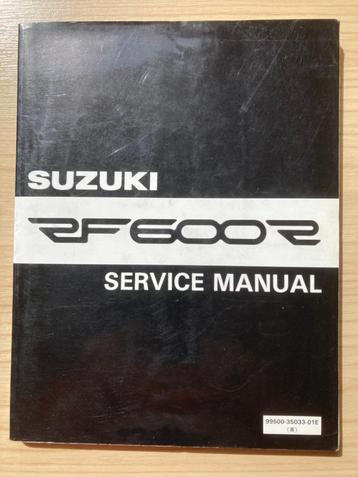 SUZUKI
RF600R
SERVICE MANUAL
99500-35033-01E
(英)